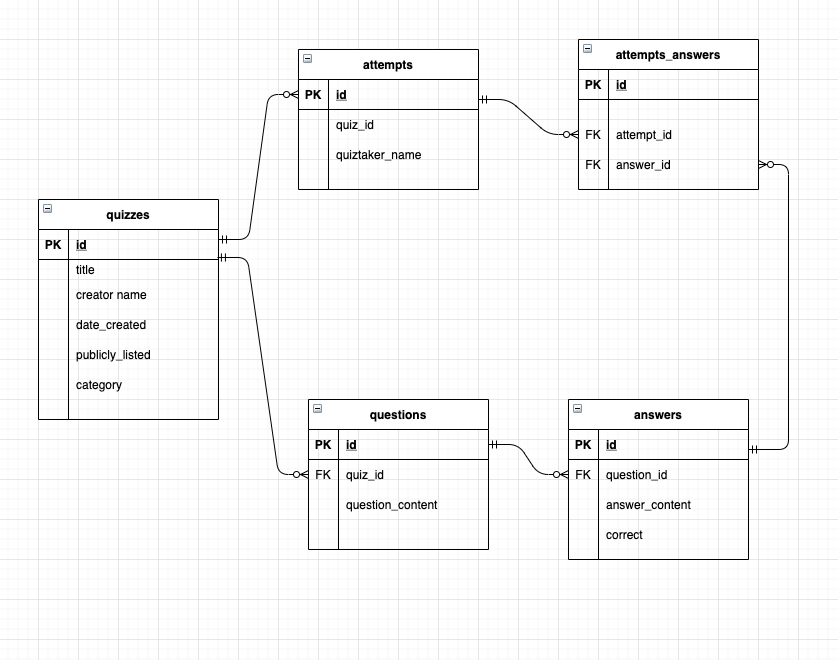 attempts
PK id
quiz_id
quiztaker_name
attempts_answers
PK id
FK attempt_id
FK answer_id
quizzes
PK id
title
creator name
date_created
publicly_listed
category
questions
PK id
FK quiz_id
question_content
answers
PK id
FK question_id
answer_content
correct